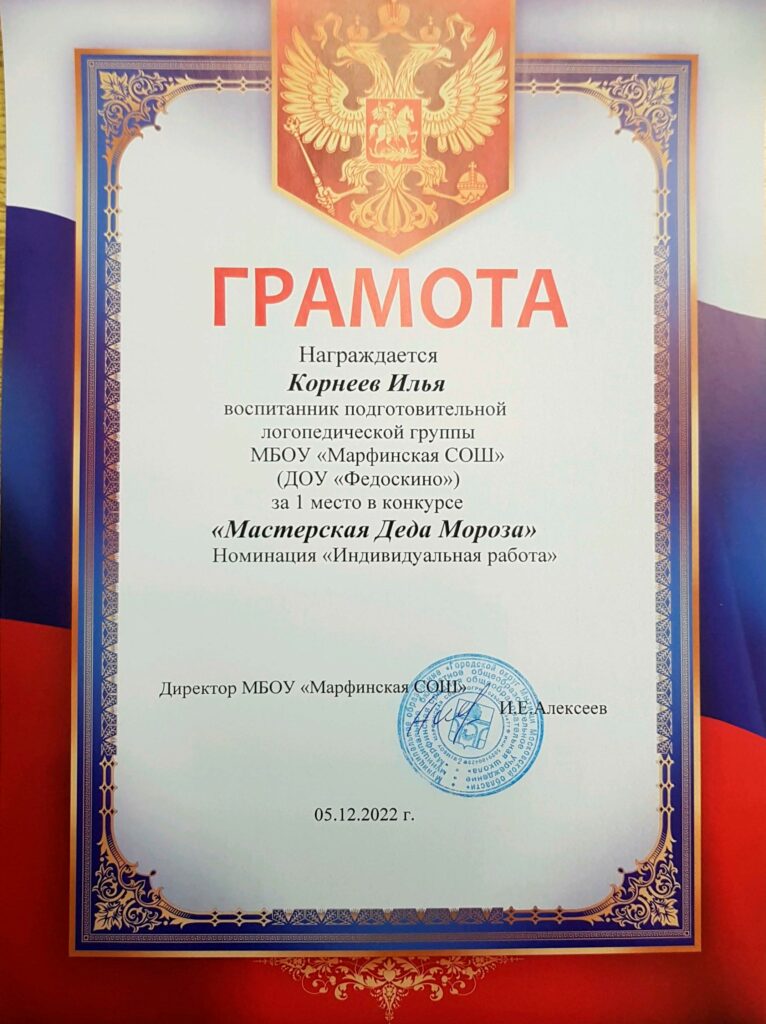 ГРАМОТА
Награждается
Корнеев Илья
воспитанник подготовительной
логопедической группы
МБОУ «Марфинская СОШ»
(ДОУ «Федоскино»)
за 1 место в конкурсе
«Мастерская Деда Мороза»
Номинация «Индивидуальная работа»
Директор МБОУ «Марфинская СОШ»
И.Е.Алексеев
05.12.2022 г.